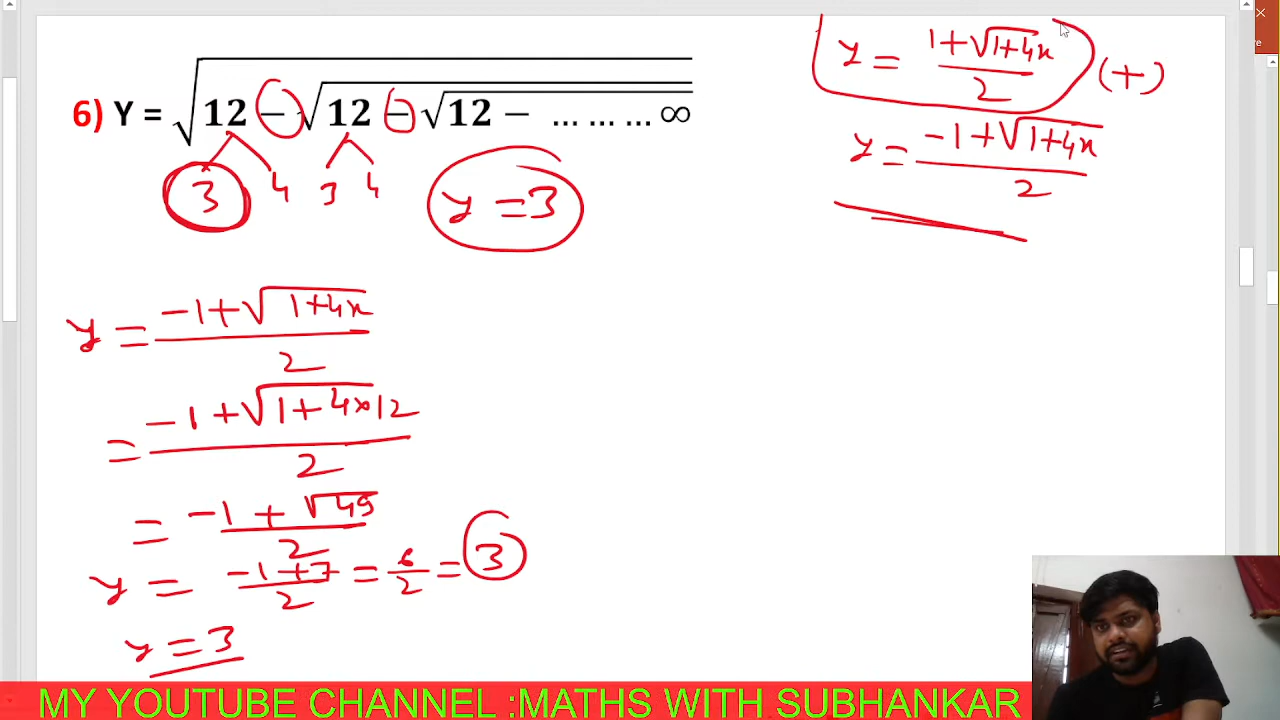 6) Y = √12 − √12 − √12 − ... ... ... ∞
3 4 3 4 y = 3
y = 1+√1+4x / 2 (+)
y = -1+√1+4x / 2
y = -1+√1+4x / 2
= -1+√1+4×12 / 2
= -1+√49 / 2
y = -1+7 / 2 = 6/2 = 3
y = 3
re
MY YOUTUBE CHANNEL :MATHS WITH SUBHANKAR